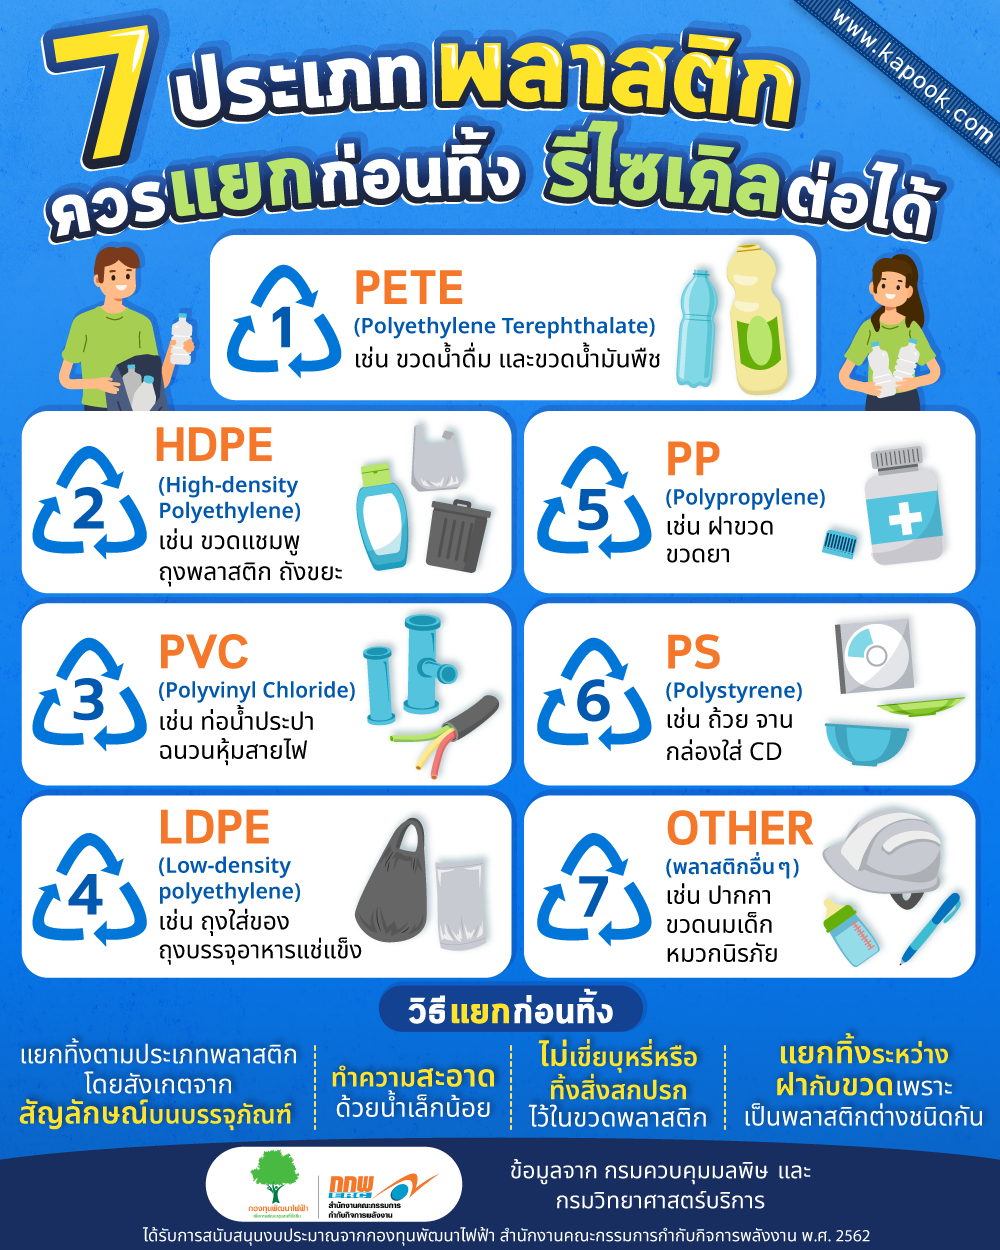 www.kapook.com
7 ประเภท พลาสติก
ควรแยกก่อนทิ้ง รีไซเคิลต่อได้
1
PETE
(Polyethylene Terephthalate)
เช่น ขวดน้ำดื่ม และขวดน้ำมันพืช
2
HDPE
(High-density
Polyethylene)
เช่น ขวดแชมพู
ถุงพลาสติก ถังขยะ
3
PVC
(Polyvinyl Chloride)
เช่น ท่อน้ำประปา
ฉนวนหุ้มสายไฟ
4
LDPE
(Low-density
polyethylene)
เช่น ถุงใส่ของ
ถุงบรรจุอาหารแช่แข็ง
5
PP
(Polypropylene)
เช่น ฝาขวด
ขวดยา
6
PS
(Polystyrene)
เช่น ถ้วย จาน
กล่องใส่ CD
7
OTHER
(พลาสติกอื่น ๆ)
เช่น ปากกา
ขวดนมเด็ก
หมวกนิรภัย
วิธีแยกก่อนทิ้ง
แยกทิ้งตามประเภทพลาสติก
โดยสังเกตจาก
สัญลักษณ์บนบรรจุภัณฑ์
ทำความสะอาด
ด้วยน้ำเล็กน้อย
ไม่เขี่ยบุหรี่หรือ
ทิ้งสิ่งสกปรก
ไว้ในขวดพลาสติก
แยกทิ้งระหว่าง
ฝากับขวดเพราะ
เป็นพลาสติกต่างชนิดกัน
กองทุนพัฒนาไฟฟ้า
กกพ
ERC
สำนักงานคณะกรรมการ
กำกับกิจการพลังงาน
ข้อมูลจาก กรมควบคุมมลพิษ และ
กรมวิทยาศาสตร์บริการ
ได้รับการสนับสนุนงบประมาณจากกองทุนพัฒนาไฟฟ้า สำนักงานคณะกรรมการกำกับกิจการพลังงาน พ.ศ. 2562